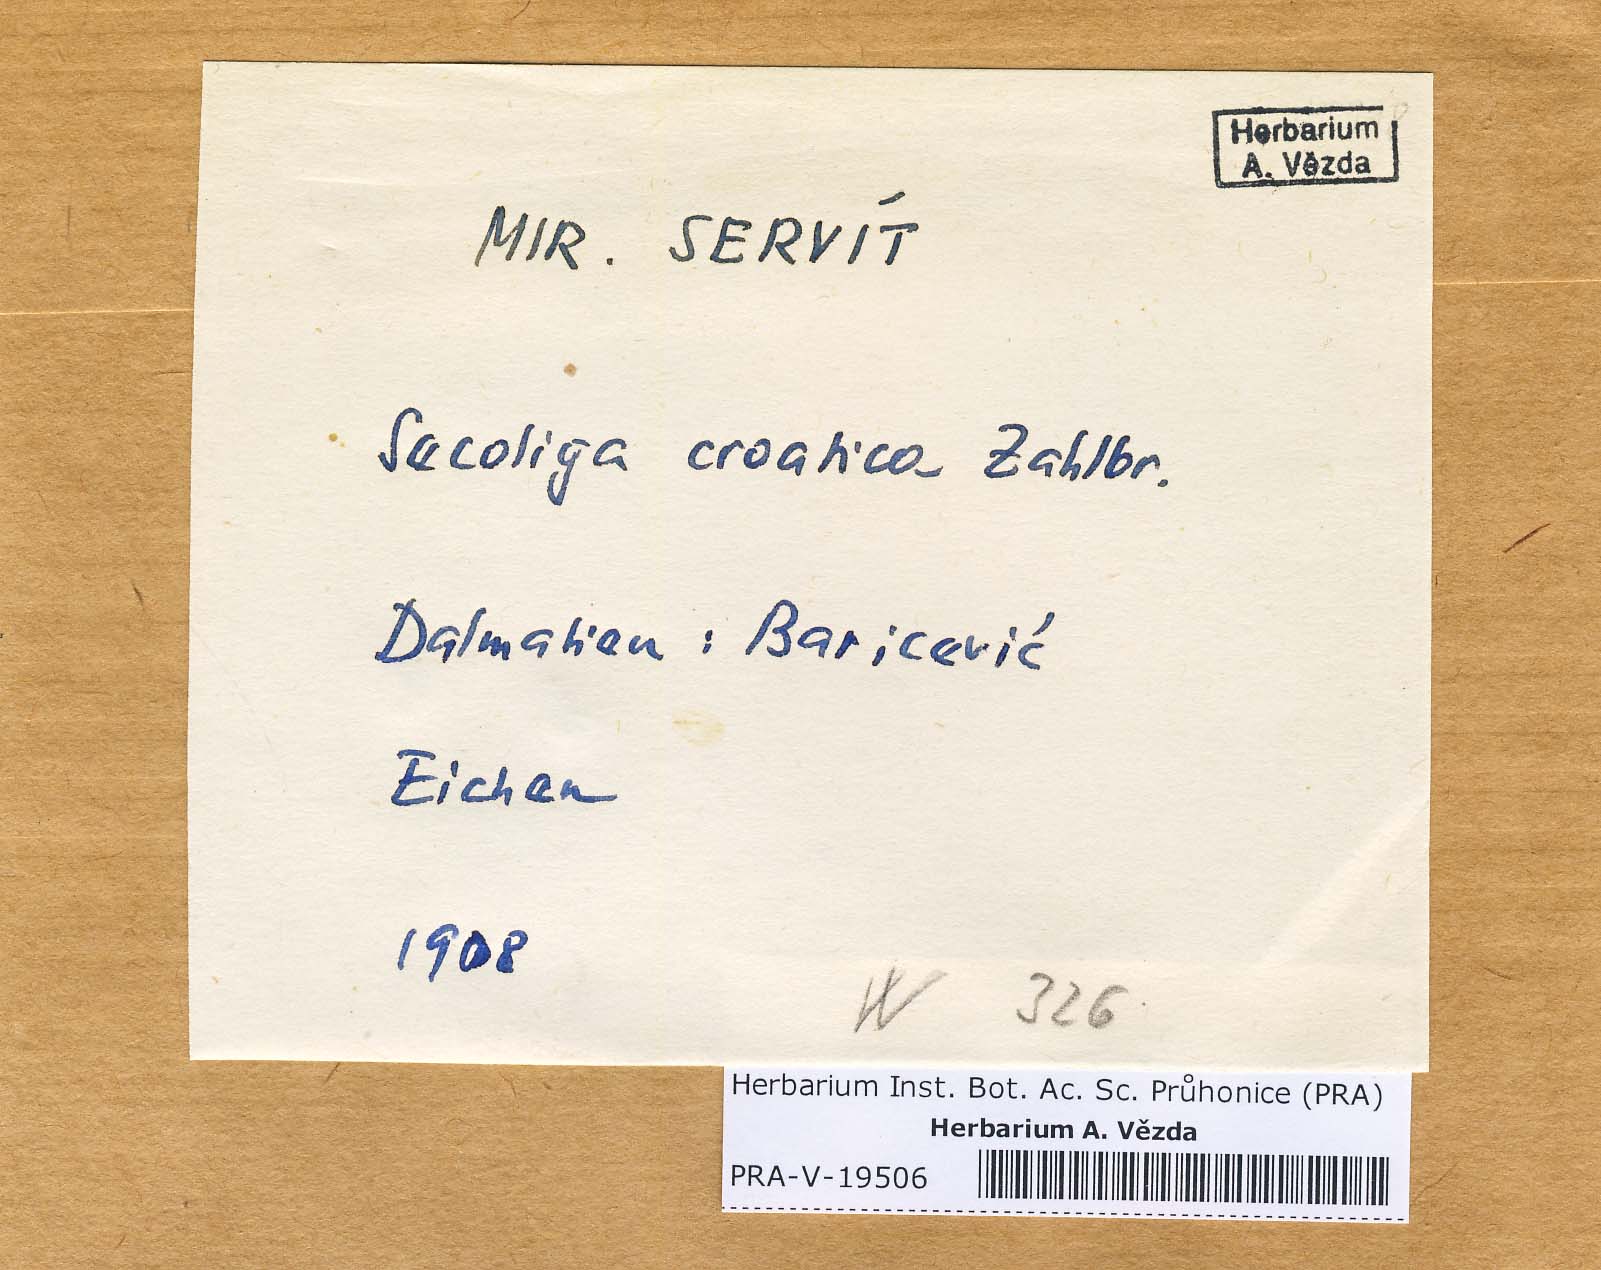 Herbarium
A. Vězda
MIR. SERVÍT
Secoliga croatica Zahlbr.
Dalmatien : Baricević
Eichen
1908
W 326
Herbarium Inst. Bot. Ac. Sc. Průhonice (PRA)
Herbarium A. Vězda
PRA-V-19506